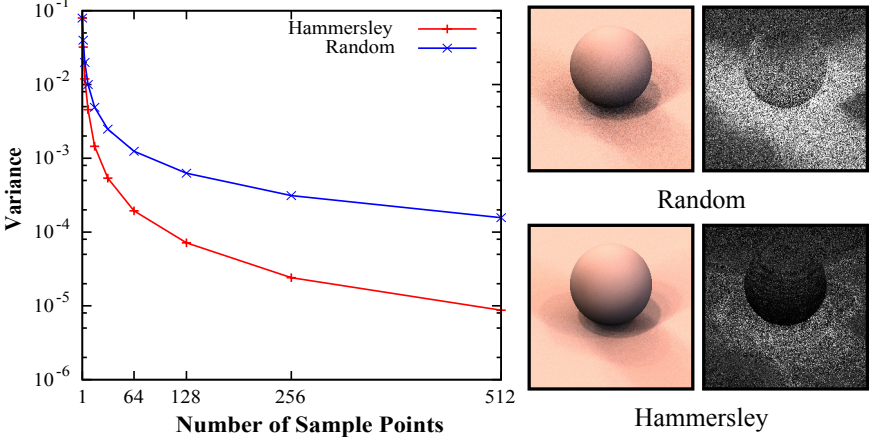 10^-1
10^-2
10^-3
10^-4
10^-5
10^-6
Variance
Hammersley
Random
1 64 128 256 512
Number of Sample Points
Random
Hammersley